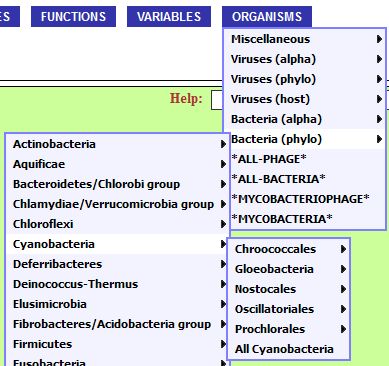 ES FUNCTIONS VARIABLES ORGANISMS
Miscellaneous
Viruses (alpha)
Viruses (phylo)
Viruses (host)
Bacteria (alpha)
Bacteria (phylo)
*ALL-PHAGE*
*ALL-BACTERIA*
*MYCOBACTERIOPHAGE*
*MYCOBACTERIA*
Help:
Actinobacteria
Aquificae
Bacteroidetes/Chlorobi group
Chlamydiae/Verrucomicrobia group
Chloroflexi
Cyanobacteria
Deferribacteres
Deinococcus-Thermus
Elusimicrobia
Fibrobacteres/Acidobacteria group
Firmicutes
Fusobacteria
Chroococcales
Gloeobacteria
Nostocales
Oscillatoriales
Prochlorales
All Cyanobacteria